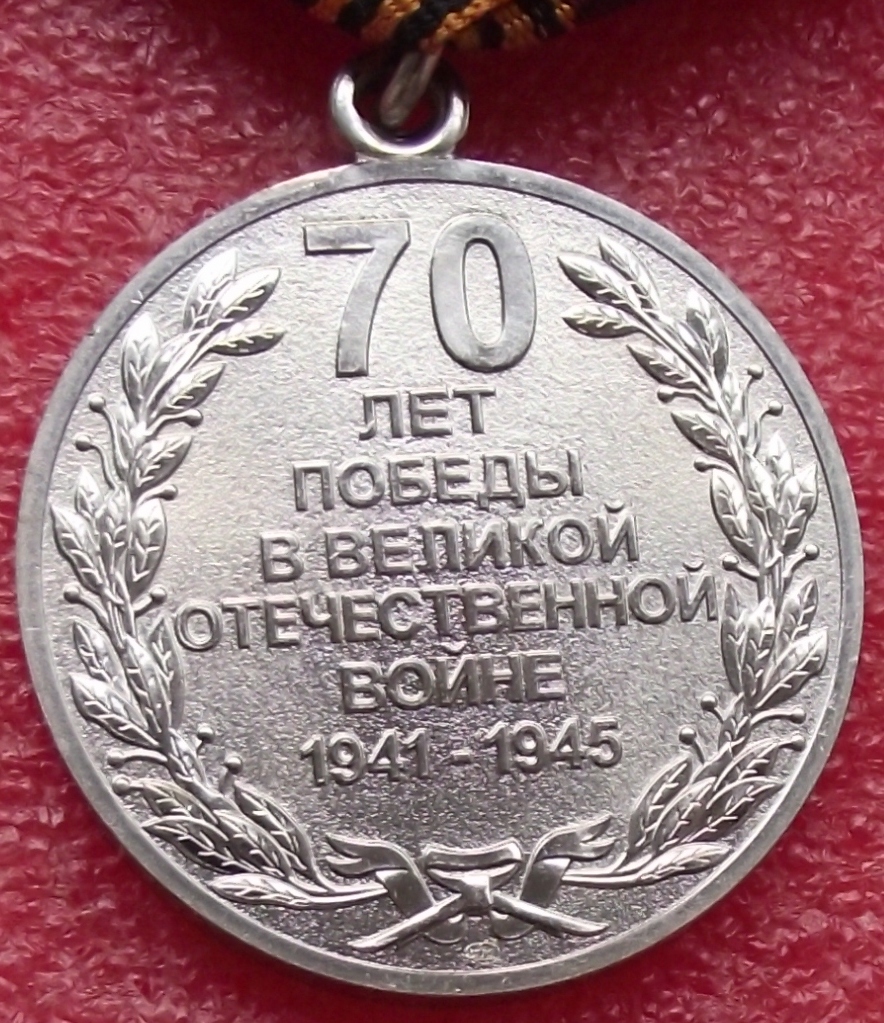 70
ЛЕТ
ПОБЕДЫ
В ВЕЛИКОЙ
ОТЕЧЕСТВЕННОЙ
ВОЙНЕ
1941 - 1945